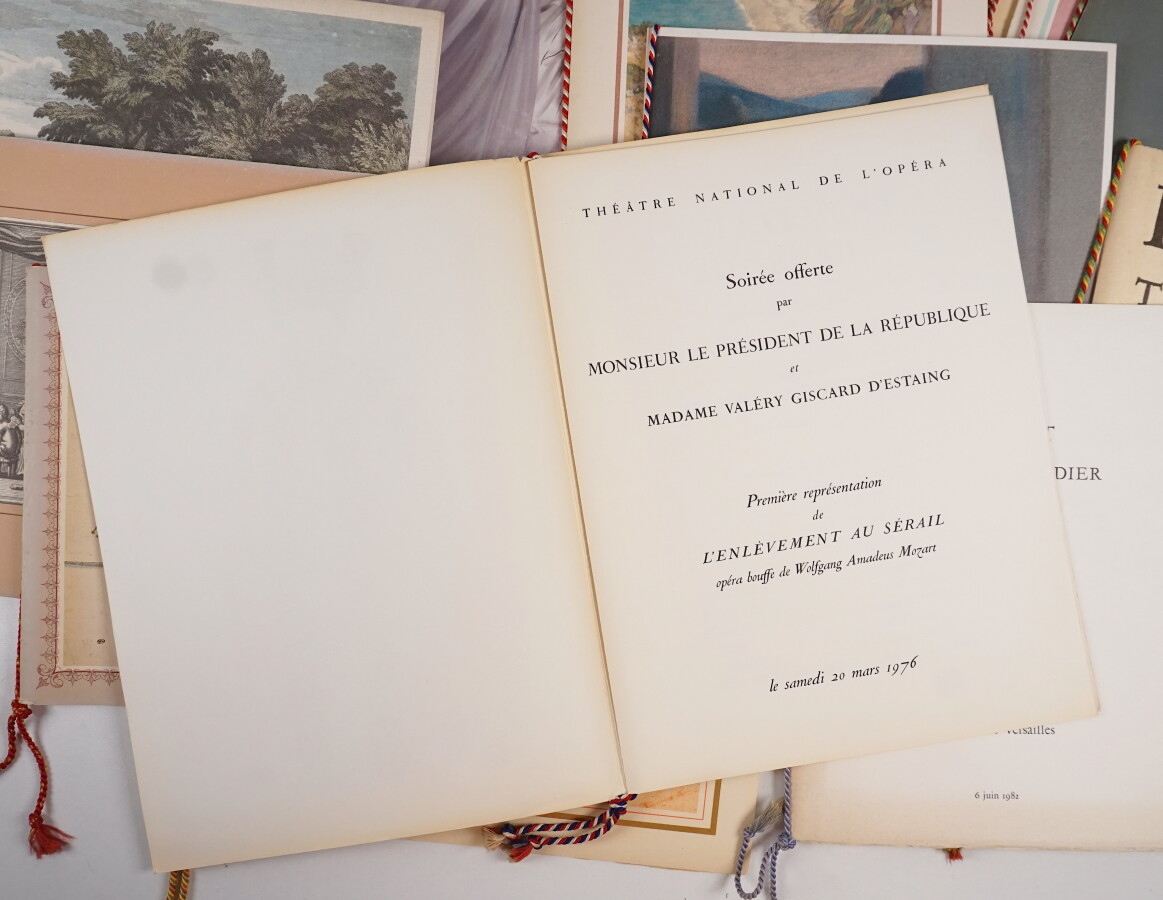 THÉÂTRE NATIONAL DE L'OPÉRA
Soirée offerte
par
MONSIEUR LE PRÉSIDENT DE LA RÉPUBLIQUE
et
MADAME VALÉRY GISCARD D'ESTAING
Première représentation
de
L'ENLÈVEMENT AU SÉRAIL
opéra bouffe de Wolfgang Amadeus Mozart
le samedi 20 mars 1976
DIER
Versailles
6 juin 1982